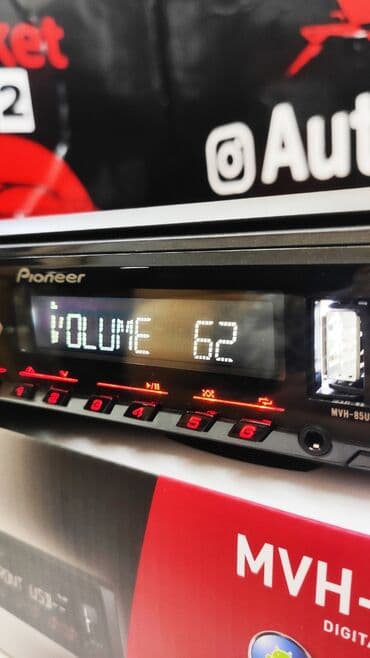 ket
2
Aut
Pioneer
VOLUME 62
1 2 3 4 5 6
MVH-85U
MVH-
DIGITA